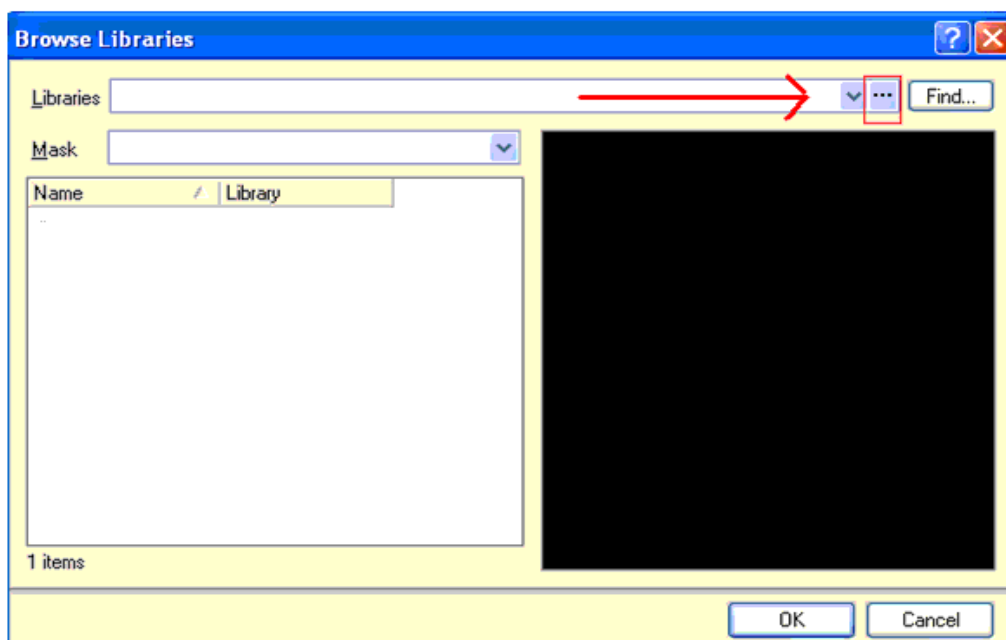 Browse Libraries
Libraries
... Find...
Mask
Name / Library
..
1 items
OK Cancel